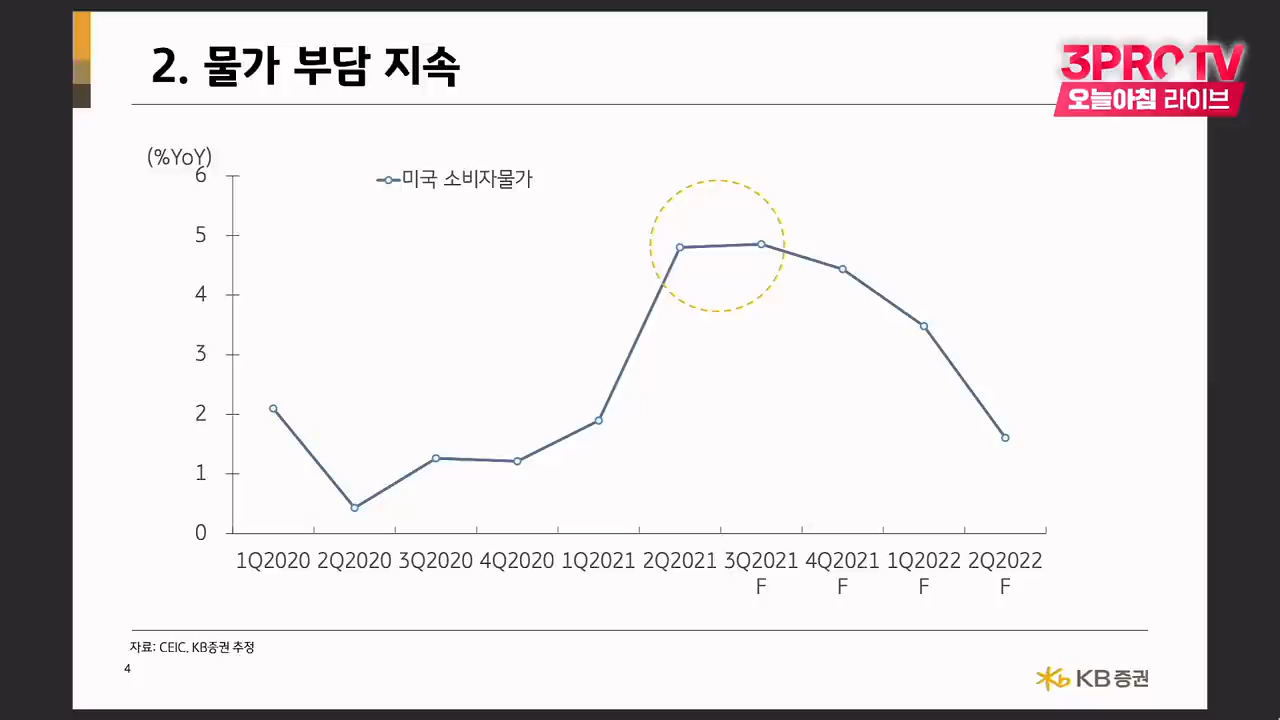 2. 물가 부담 지속
3PRO TV
오늘아침 라이브
(%YoY)
미국 소비자물가
6
5
4
3
2
1
0
1Q2020 2Q2020 3Q2020 4Q2020 1Q2021 2Q2021 3Q2021 4Q2021 1Q2022 2Q2022
F F F F
자료: CEIC, KB증권 추정
4
KB증권